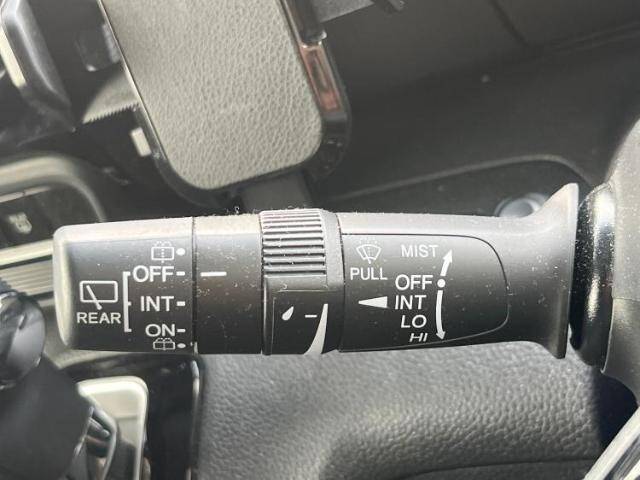 OFF
INT
ON
REAR
PULL
MIST
OFF
INT
LO
HI